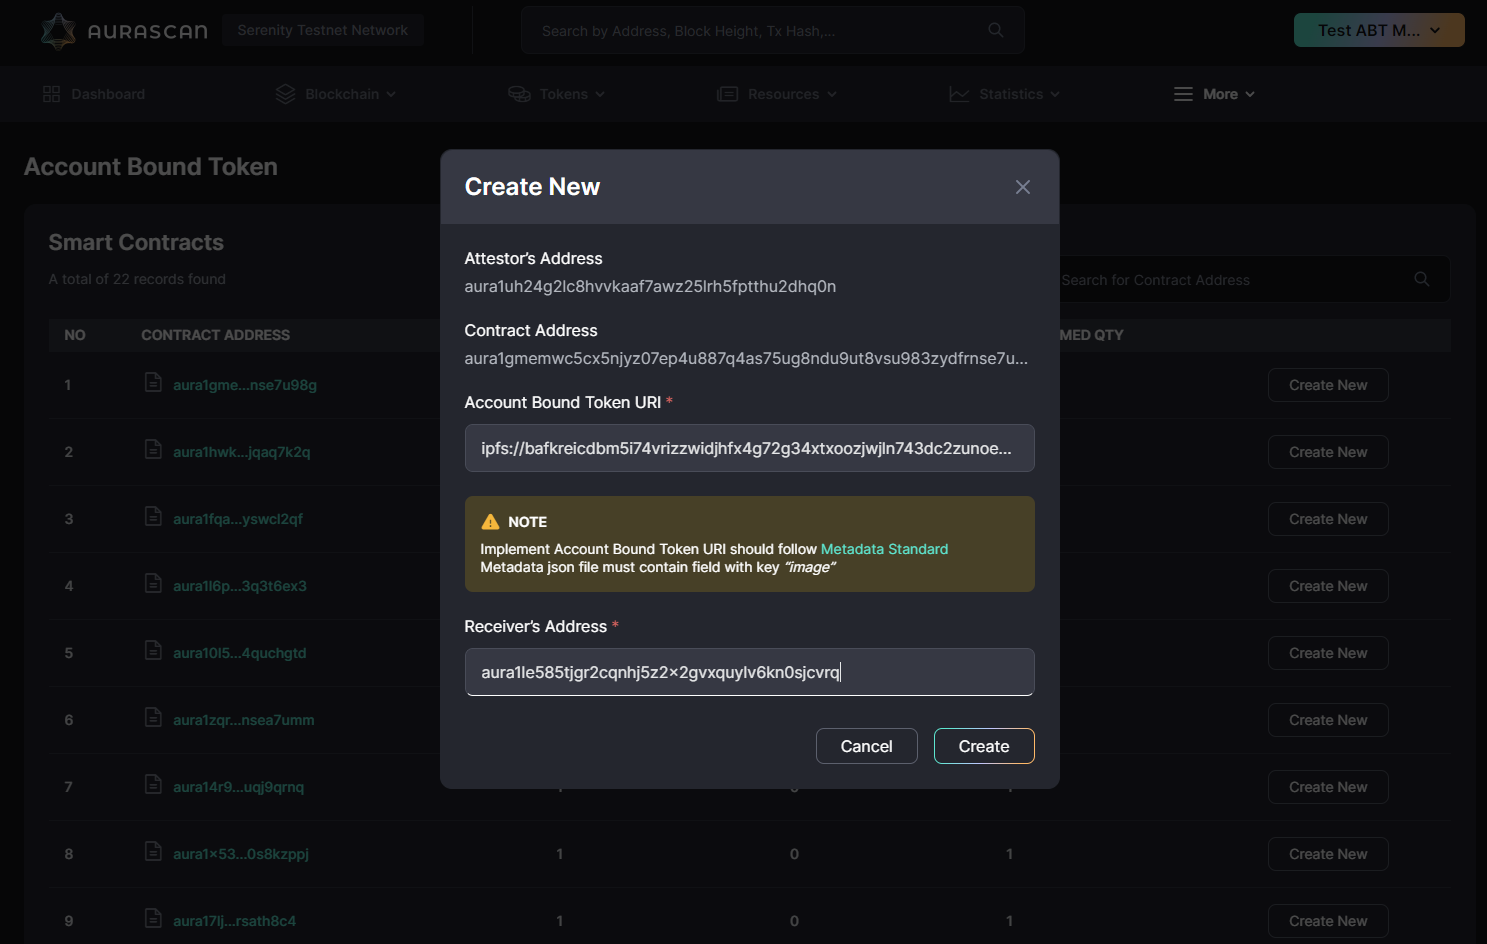 AURASCAN
Serenity Testnet Network
Search by Address, Block Height, Tx Hash,...
Test ABT M...
Dashboard
Blockchain
Tokens
Resources
Statistics
More
Account Bound Token
Smart Contracts
A total of 22 records found
Search for Contract Address
NO CONTRACT ADDRESS MED QTY
1 aura1gme...nse7u98g Create New
2 aura1hwk...jqaq7k2q Create New
3 aura1fqa...yswcl2qf Create New
4 aura1l6p...3q3t6ex3 Create New
5 aura10l5...4quchgtd Create New
6 aura1zqr...nsea7umm Create New
7 aura14r9...uqj9qrnq Create New
8 aura1x53...0s8kzppj 1 0 1 Create New
9 aura17lj...rsath8c4 1 0 1 Create New
Create New
Attestor’s Address
aura1uh24g2lc8hvvkaaf7awz25lrh5fptthu2dhq0n
Contract Address
aura1gmemwc5cx5njyz07ep4u887q4as75ug8ndu9ut8vsu983zydfrnse7u...
Account Bound Token URI *
ipfs://bafkreicdbm5i74vrizzwidjhfx4g72g34xtxoozjwjln743dc2zunoe...
NOTE
Implement Account Bound Token URI should follow Metadata Standard
Metadata json file must contain field with key “image”
Receiver’s Address *
aura1le585tjgr2cqnhj5z2x2gvxquylv6kn0sjcvrq
Cancel
Create